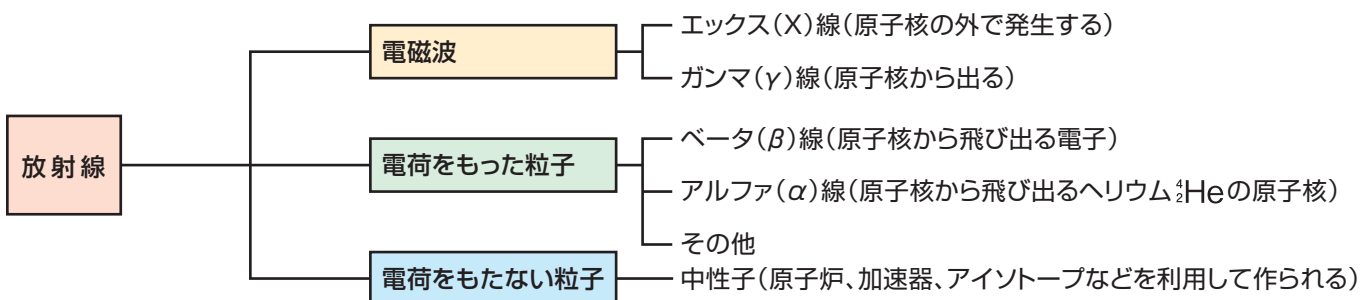 放射線
電磁波
エックス(X)線(原子核の外で発生する)
ガンマ(γ)線(原子核から出る)
電荷をもった粒子
ベータ(β)線(原子核から飛び出る電子)
アルファ(α)線(原子核から飛び出るヘリウム⁴₂Heの原子核)
その他
電荷をもたない粒子
中性子(原子炉、加速器、アイソトープなどを利用して作られる)